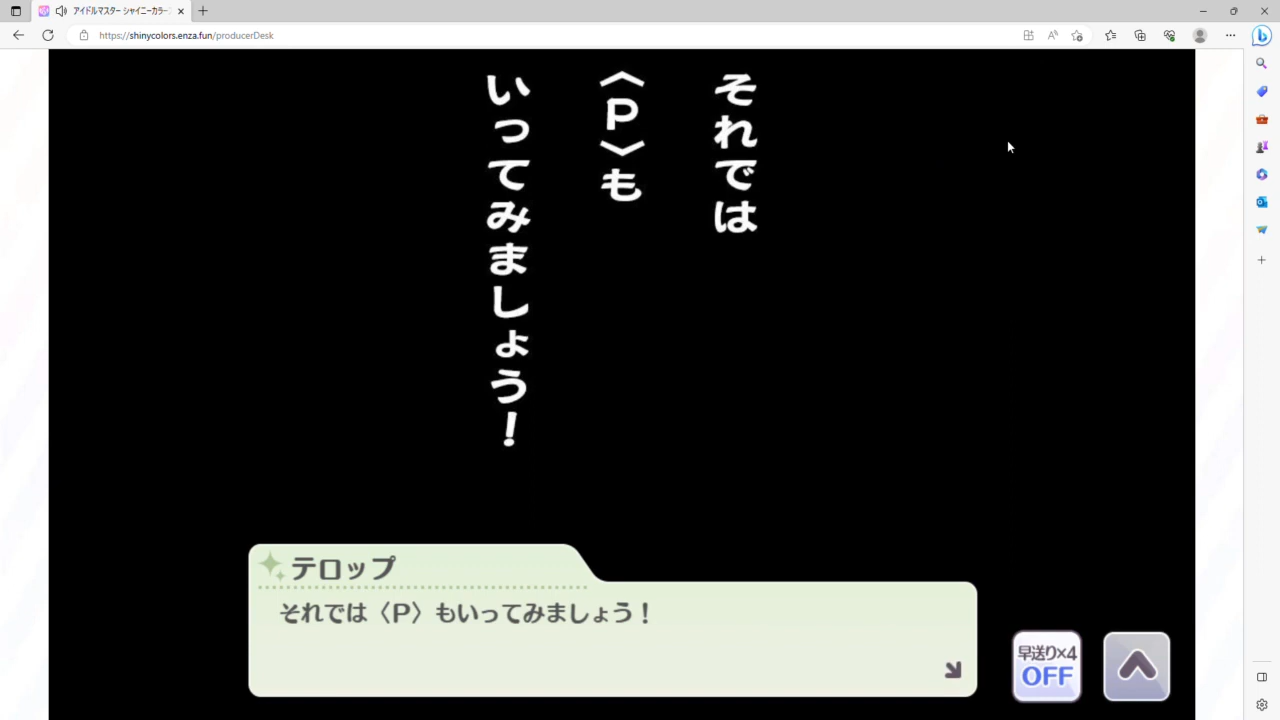 アイドルマスター シャイニーカラー
https://shinycolors.enza.fun/producerDesk
それでは
〈P〉も
いってみましょう！
テロップ
それでは〈P〉もいってみましょう！
早送り×4
OFF